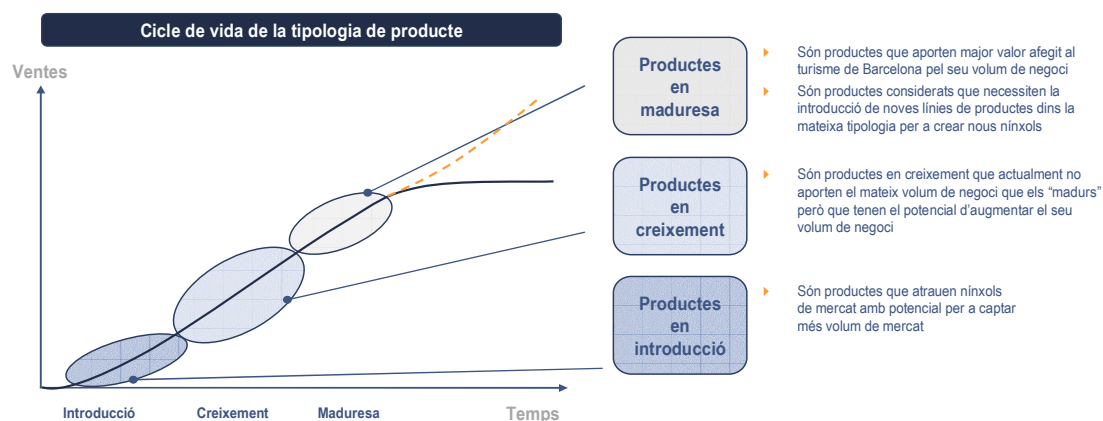 Cicle de vida de la tipologia de producte
Ventes
Introducció
Creixement
Maduresa
Temps
Productes
en
maduresa
Són productes que aporten major valor afegit al
turisme de Barcelona pel seu volum de negoci
Són productes considerats que necessiten la
introducció de noves línies de productes dins la
mateixa tipologia per a crear nous nínxols
Productes
en
creixement
Són productes en creixement que actualment no
aporten el mateix volum de negoci que els “madurs”
però que tenen el potencial d’augmentar el seu
volum de negoci
Productes
en
introducció
Són productes que atrauen nínxols
de mercat amb potencial per a captar
més volum de mercat